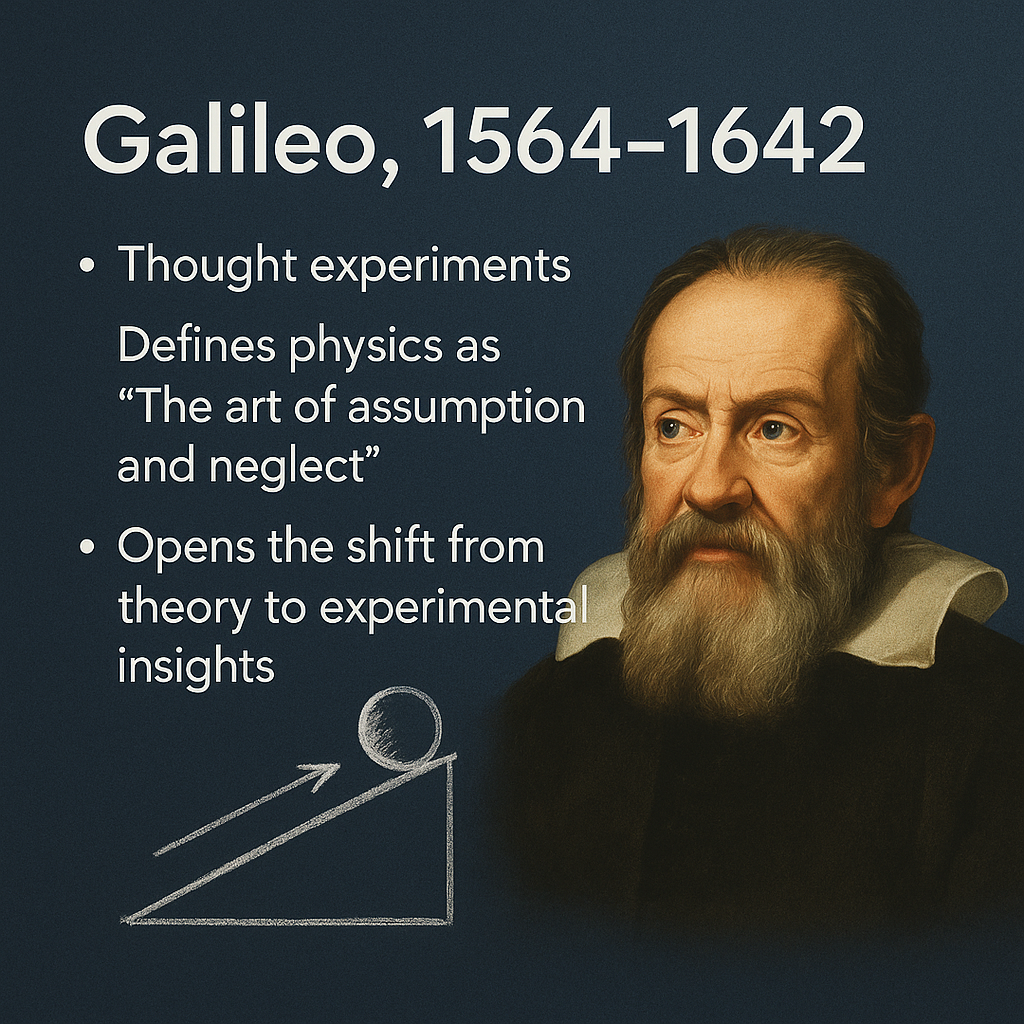 Galileo, 1564–1642
• Thought experiments
Defines physics as
“The art of assumption
and neglect”
• Opens the shift from
theory to experimental
insights